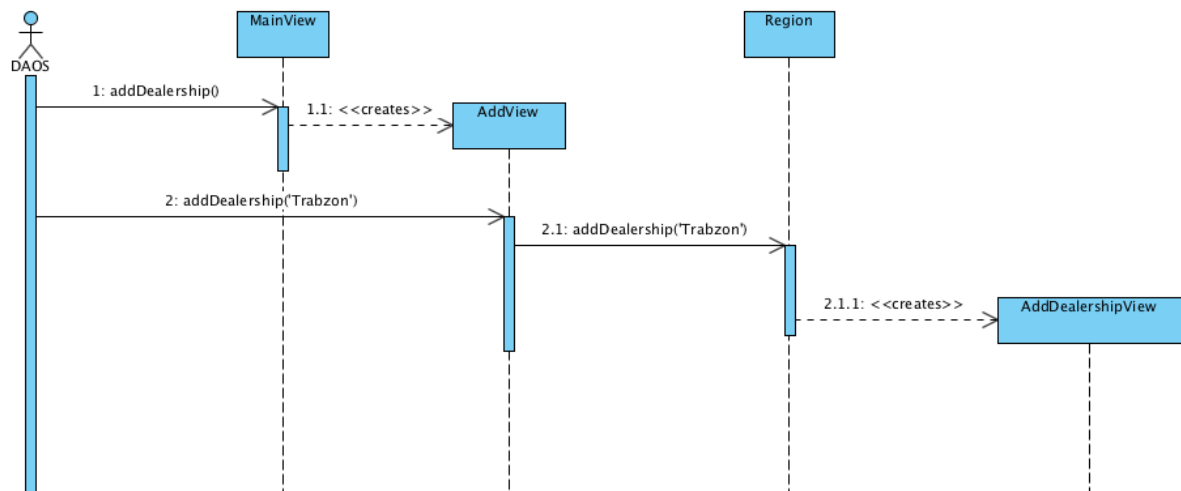 MainView
Region
DAOS
1: addDealership()
1.1: <<creates>>
AddView
2: addDealership('Trabzon')
2.1: addDealership('Trabzon')
2.1.1: <<creates>>
AddDealershipView